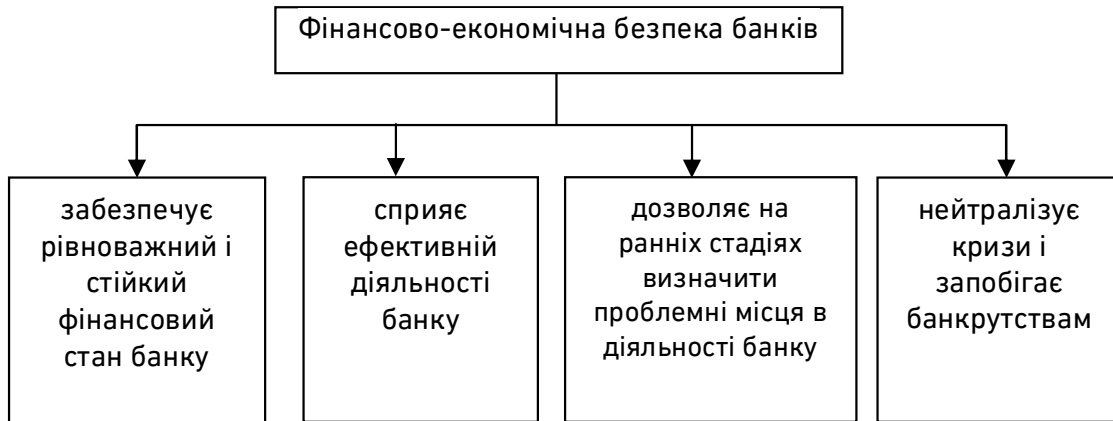 Фінансово-економічна безпека банків
забезпечує
рівноважний і
стійкий
фінансовий
стан банку
сприяє
ефективній
діяльності
банку
дозволяє на
ранніх стадіях
визначити
проблемні місця в
діяльності банку
нейтралізує
кризи і
запобігає
банкрутствам